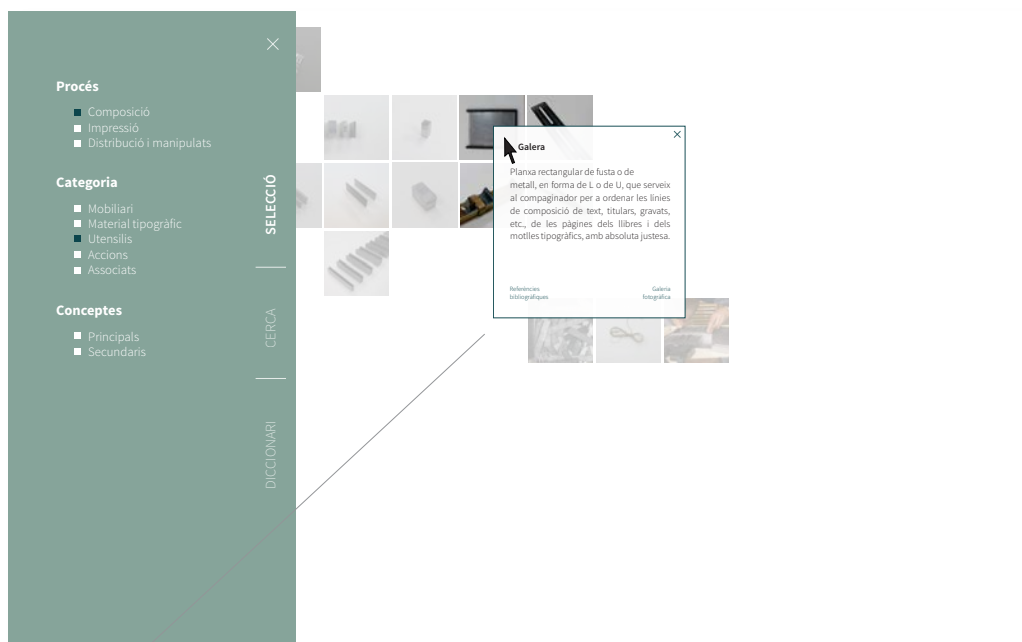 Procés
Composició
Impressió
Distribució i manipulats
Categoria
Mobiliari
Material tipogràfic
Utensilis
Accions
Associats
Conceptes
Principals
Secundaris
SELECCIÓ
CERCA
DICCIONARI
Galera
Planxa rectangular de fusta o de
metall, en forma de L o de U, que serveix
al compaginador per a ordenar les línies
de composició de text, titulars, gravats,
etc., de les pàgines dels llibres i dels
motlles tipogràfics, amb absoluta justesa.
Referències
bibliogràfiques
Galeria
fotogràfica